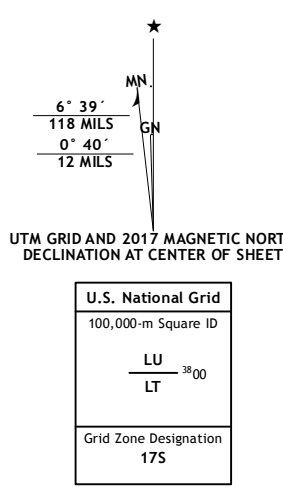 ★
MN
6° 39´
118 MILS
GN
0° 40´
12 MILS
UTM GRID AND 2017 MAGNETIC NORT
DECLINATION AT CENTER OF SHEET
U.S. National Grid
100,000-m Square ID
LU
3800
LT
Grid Zone Designation
17S